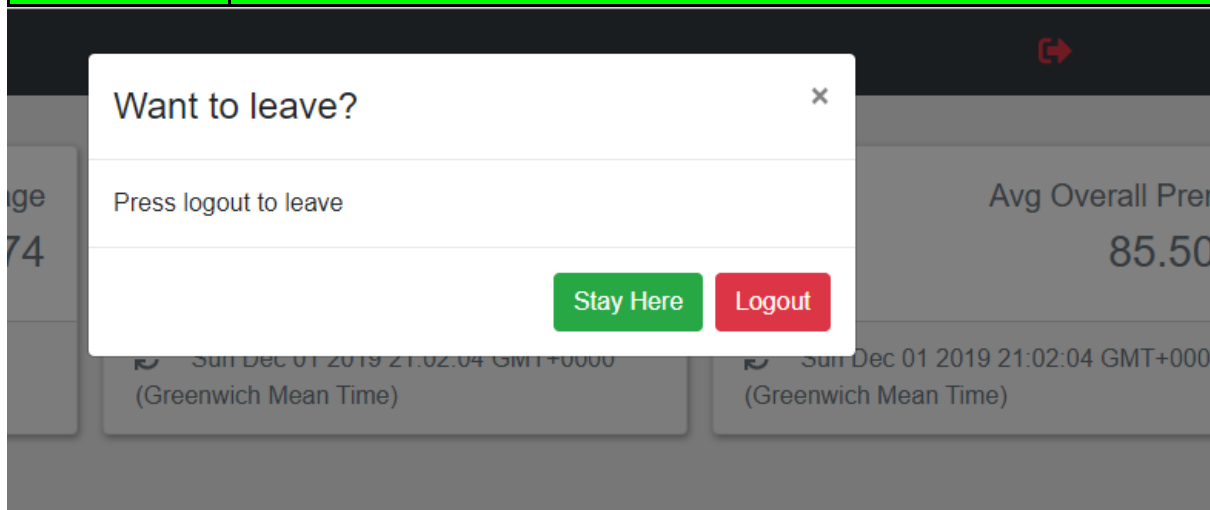 Want to leave?
×
Press logout to leave
Stay Here
Logout
74
Avg Overall
85.50
Sun Dec 01 2019 21:02:04 GMT+0000
(Greenwich Mean Time)
Sun Dec 01 2019 21:02:04 GMT+000
(Greenwich Mean Time)